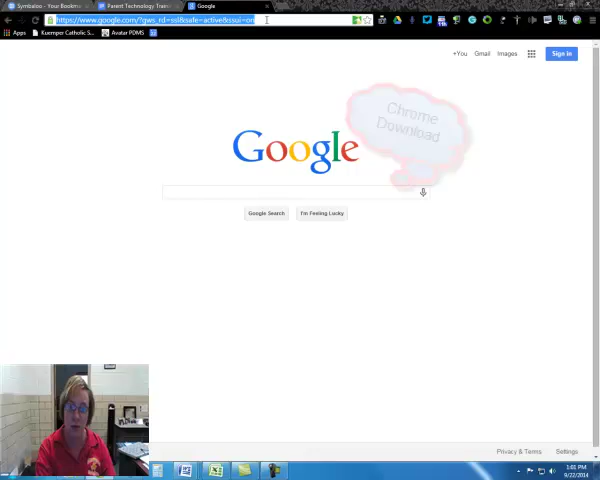 Symbaloo - Your Bookm
Parent Technology Train
Google
https://www.google.com/?gws_rd=ssl&safe=active&ssui=on
Apps
Kuemper Catholic S...
Avatar PDMS
+You
Gmail
Images
Sign in
Chrome
Download
Google
Google Search
I'm Feeling Lucky
Privacy & Terms
Settings
1:01 PM
9/22/2014